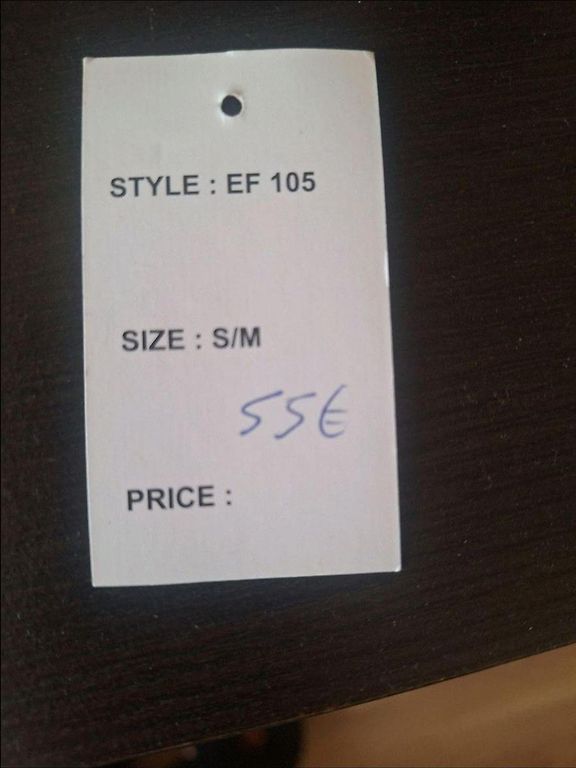 STYLE : EF 105
SIZE : S/M
55€
PRICE :